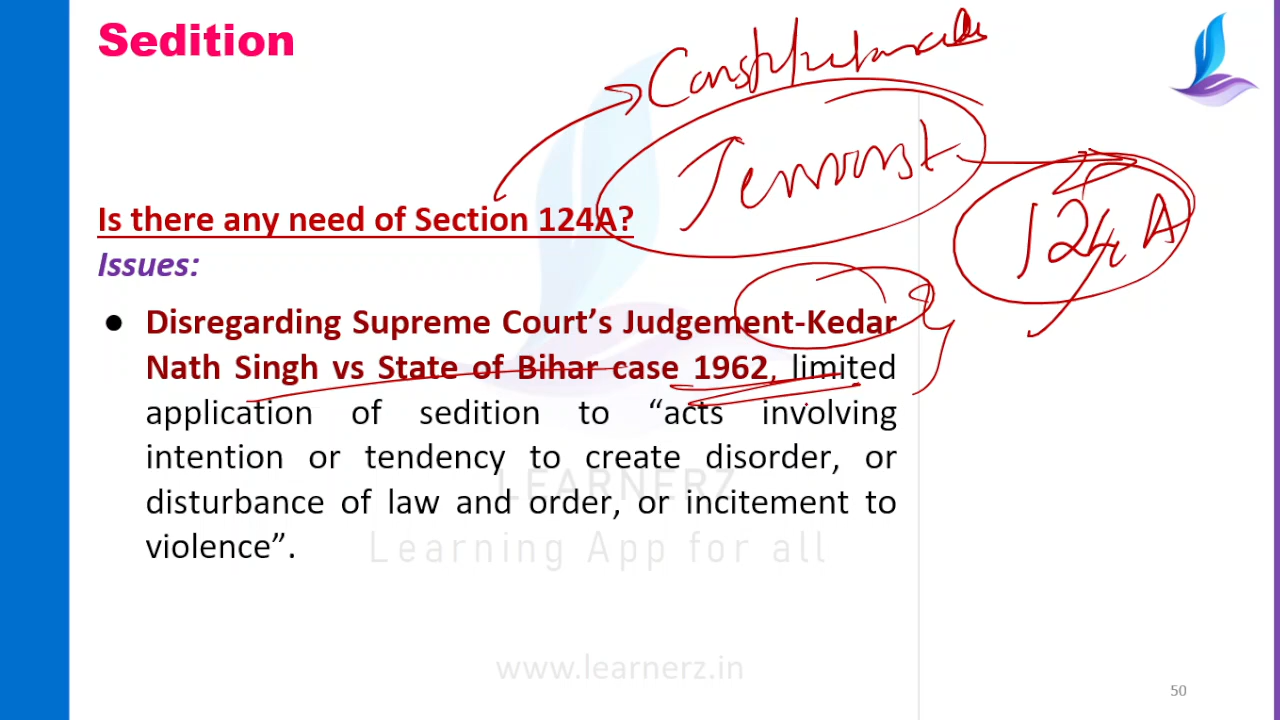 Sedition
Terrorist
124 A
Is there any need of Section 124A?
Issues:
● Disregarding Supreme Court’s Judgement-Kedar
Nath Singh vs State of Bihar case 1962, limited
application of sedition to “acts involving
intention or tendency to create disorder, or
disturbance of law and order, or incitement to
violence”.
LEARNERZ
Learning App for all
www.learnerz.in
50